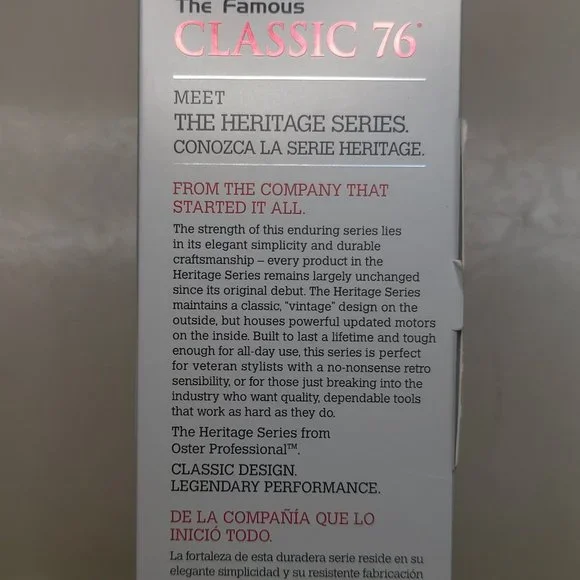 The Famous
CLASSIC 76®
MEET
THE HERITAGE SERIES.
CONOZCA LA SERIE HERITAGE.
FROM THE COMPANY THAT
STARTED IT ALL.
The strength of this enduring series lies
in its elegant simplicity and durable
craftsmanship – every product in the
Heritage Series remains largely unchanged
since its original debut. The Heritage Series
maintains a classic, "vintage" design on the
outside, but houses powerful updated motors
on the inside. Built to last a lifetime and tough
enough for all-day use, this series is perfect
for veteran stylists with a no-nonsense retro
sensibility, or for those just breaking into the
industry who want quality, dependable tools
that work as hard as they do.
The Heritage Series from
Oster Professional™.
CLASSIC DESIGN.
LEGENDARY PERFORMANCE.
DE LA COMPAÑÍA QUE LO
INICIÓ TODO.
La fortaleza de esta duradera serie reside en su
elegante simplicidad y su resistente fabricación